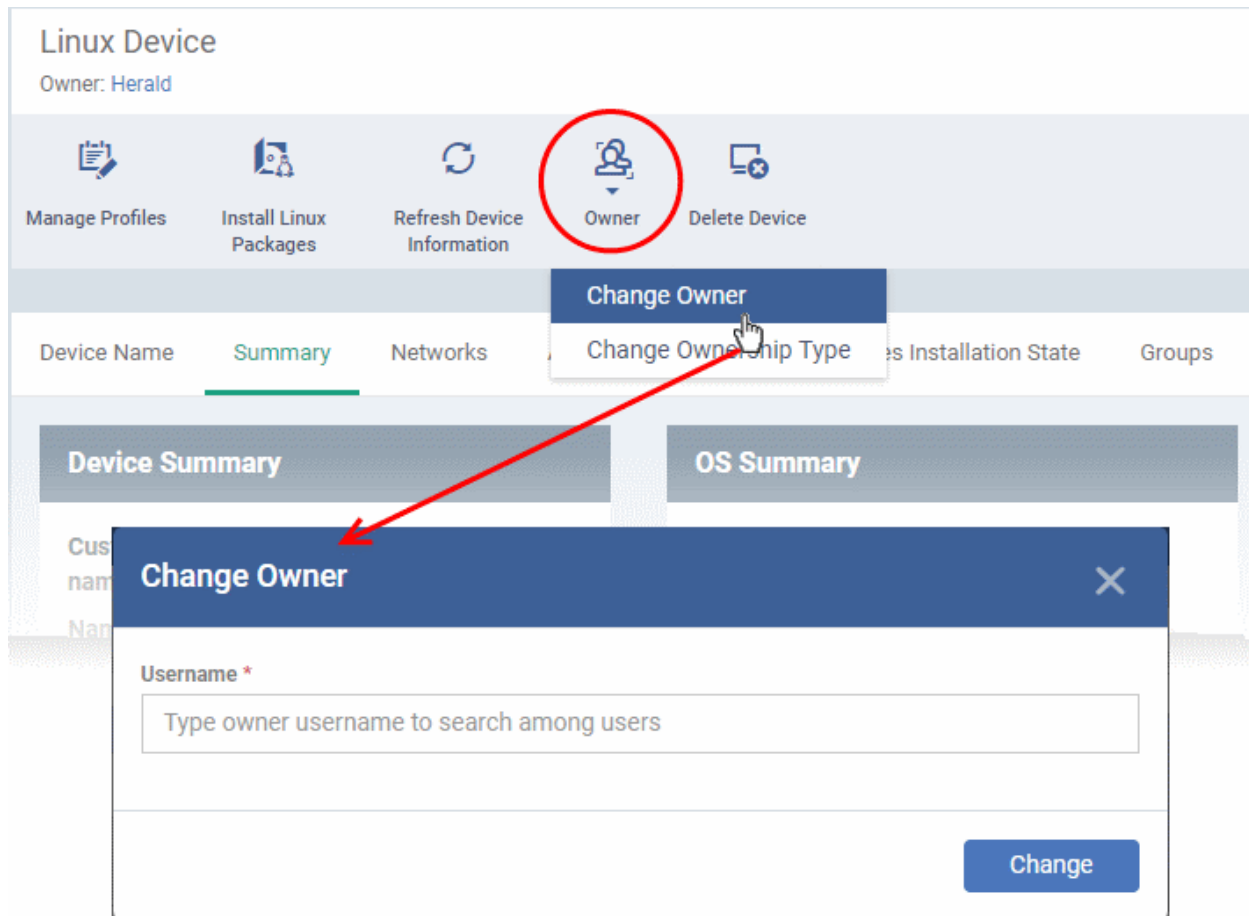 Linux Device
Owner: Herald
Manage Profiles
Install Linux
Packages
Refresh Device
Information
Owner
Delete Device
Change Owner
Device Name
Summary
Networks
Change Ownership Type
Installation State
Groups
Device Summary
OS Summary
Change Owner
Username *
Type owner username to search among users
Change